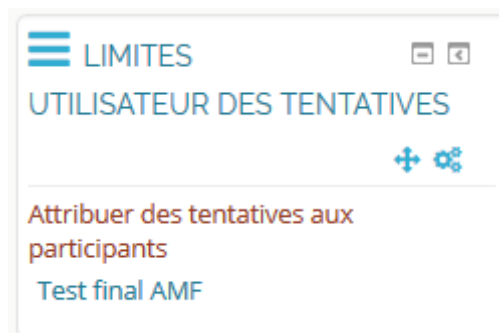 LIMITES
UTILISATEUR DES TENTATIVES
Attribuer des tentatives aux
participants
Test final AMF